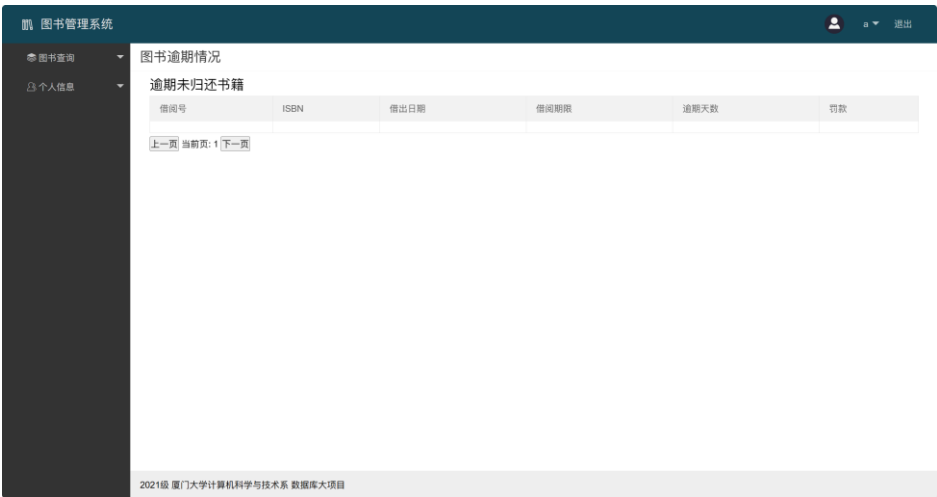 图书管理系统
a 退出
图书查询
个人信息
图书逾期情况
逾期未归还书籍
借阅号 ISBN 借出日期 借阅期限 逾期天数 罚款
上一页 当前页: 1 下一页
2021级 厦门大学计算机科学与技术系 数据库大项目